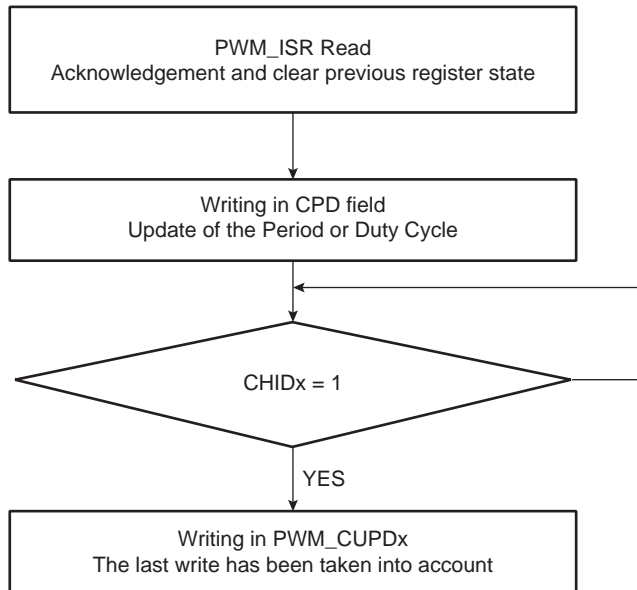 PWM_ISR Read
Acknowledgement and clear previous register state
Writing in CPD field
Update of the Period or Duty Cycle
CHIDx = 1
YES
Writing in PWM_CUPDx
The last write has been taken into account